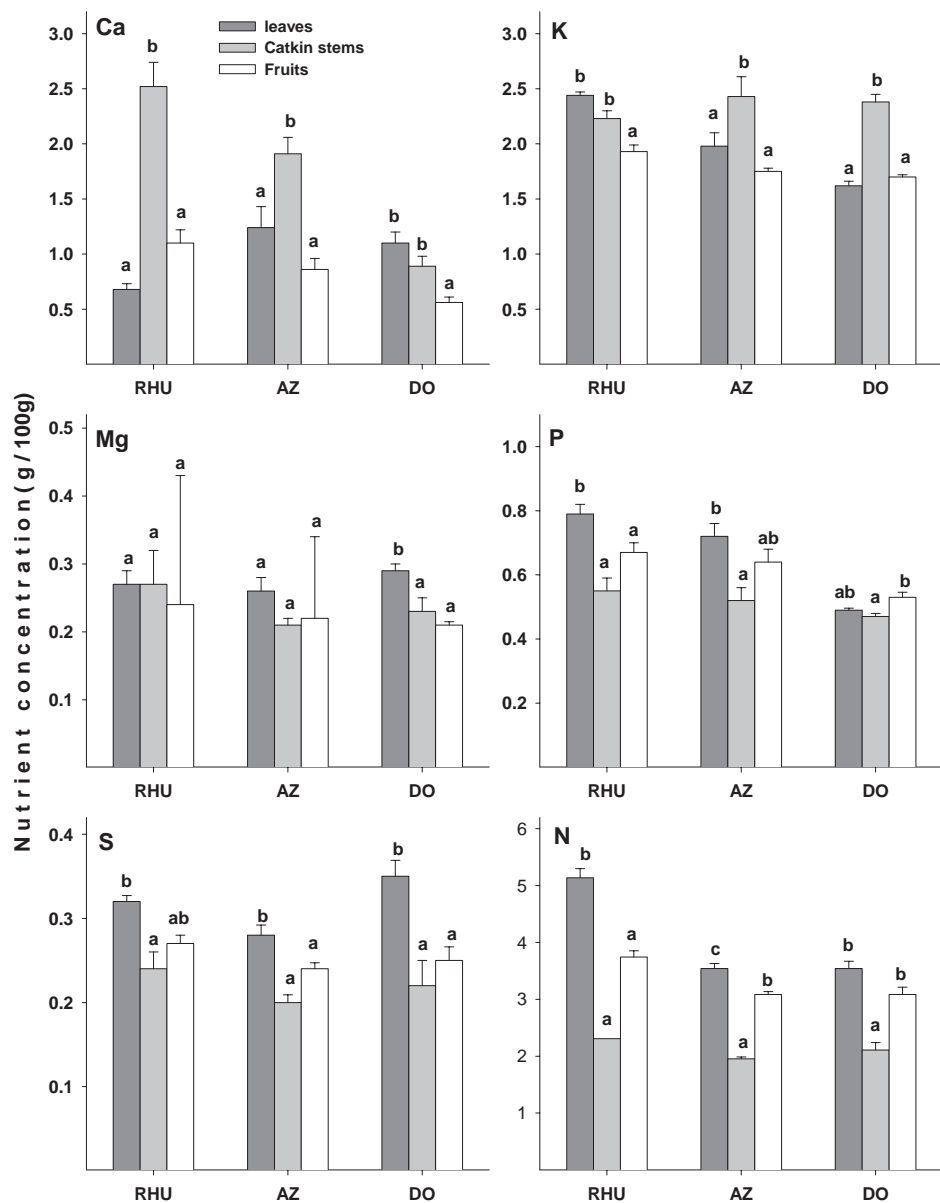 Nutrient concentration(g/100g)
Ca
leaves
Catkin stems
Fruits
3.0
2.5
2.0
1.5
1.0
0.5
a b a
a b a
b b a
RHU AZ DO
K
3.0
2.5
2.0
1.5
1.0
0.5
b b a
a b a
a b a
RHU AZ DO
Mg
0.5
0.4
0.3
0.2
0.1
a a a
a a a
b a a
RHU AZ DO
P
1.0
0.8
0.6
0.4
0.2
b a a
b a ab
ab a b
RHU AZ DO
S
0.4
0.3
0.2
0.1
b a ab
b a a
b a a
RHU AZ DO
N
6
5
4
3
2
1
b a a
c a b
b a b
RHU AZ DO